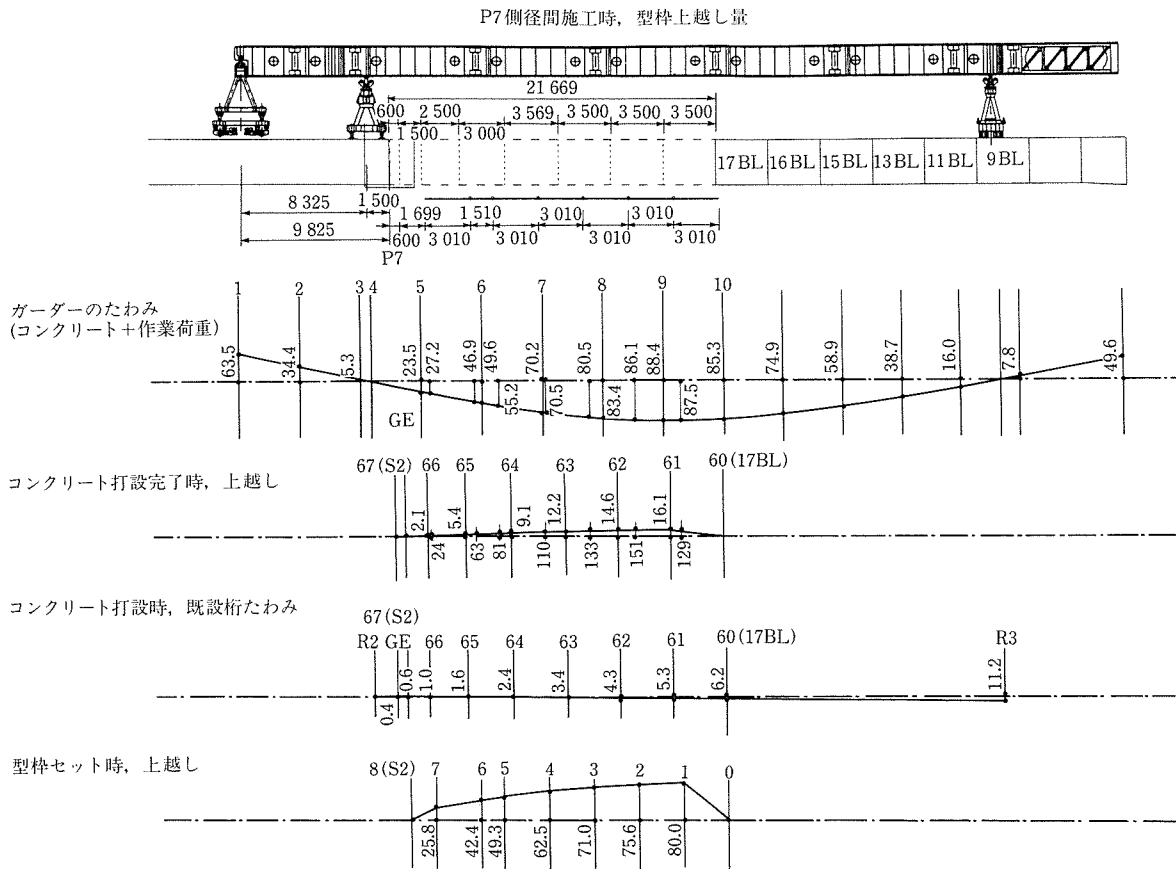 P7側径間施工時，型枠上越し量
21 669
600 2 500 3 569 3 500 3 500 3 500
1 500 3 000
17BL 16BL 15BL 13BL 11BL 9BL
8 325 1 500 1 699 1 510 3 010 3 010
9 825 600 3 010 3 010 3 010 3 010
P7
1 2 3 4 5 6 7 8 9 10
ガーダーのたわみ
(コンクリート＋作業荷重)
63.5 34.4 5.3 23.5 27.2 46.9 49.6 70.2 80.5 86.1 88.4 85.3 74.9 58.9 38.7 16.0 7.8 49.6
GE 55.2 70.5 83.4 87.5
67(S2) 66 65 64 63 62 61 60(17BL)
コンクリート打設完了時，上越し
2.1 5.4 9.1 12.2 14.6 16.1
24 63 81 110 133 151 129
コンクリート打設時，既設桁たわみ
67(S2)
R2 GE 66 65 64 63 62 61 60(17BL) R3
0.6 1.0 1.6 2.4 3.4 4.3 5.3 6.2 11.2
0.4
型枠セット時，上越し
8(S2) 7 6 5 4 3 2 1 0
25.8 42.4 49.3 62.5 71.0 75.6 80.0